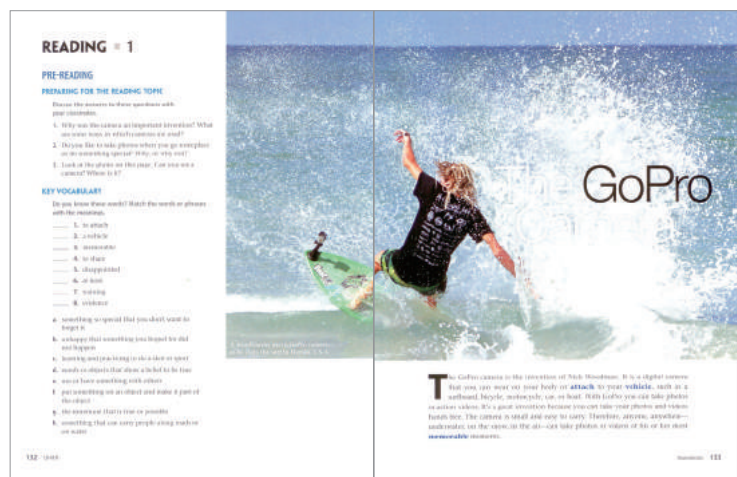 READING 1
PRE-READING
PREPARING FOR THE READING TOPIC
Discuss the answers to these questions with
your classmates.
1. Why was the camera an important invention? What
are some ways in which cameras are used?
2. Do you like to take photos when you go someplace
or do something special? Why, or why not?
3. Look at the photo on this page. Can you see a
camera? Where is it?
KEY VOCABULARY
Do you know these words? Match the words or phrases
with the meanings.
1. to attach
2. a vehicle
3. memorable
4. to share
5. disappointed
6. at least
7. training
8. evidence
a. something so special that you don't want to
forget it
b. unhappy that something you hoped for did
not happen
c. learning and practicing to do a skill or sport
d. words or objects that show a belief to be true
e. use or have something with others
f. put something on an object and make it part of
the object
g. the minimum that is true or possible
h. something that can carry people along roads or
on water
132
GoPro
The GoPro camera is the invention of Nick Woodman. It is a digital camera
that you can wear on your body or attach to your vehicle, such as a
surfboard, bicycle, motorcycle, car, or boat. With GoPro you can take photos
or action videos. It's a great invention because you can take your photos and videos
hands free. The camera is small and easy to carry. Therefore, anyone, anywhere—
underwater, on the snow, in the air—can take photos or videos of his or her most
memorable moments.
133